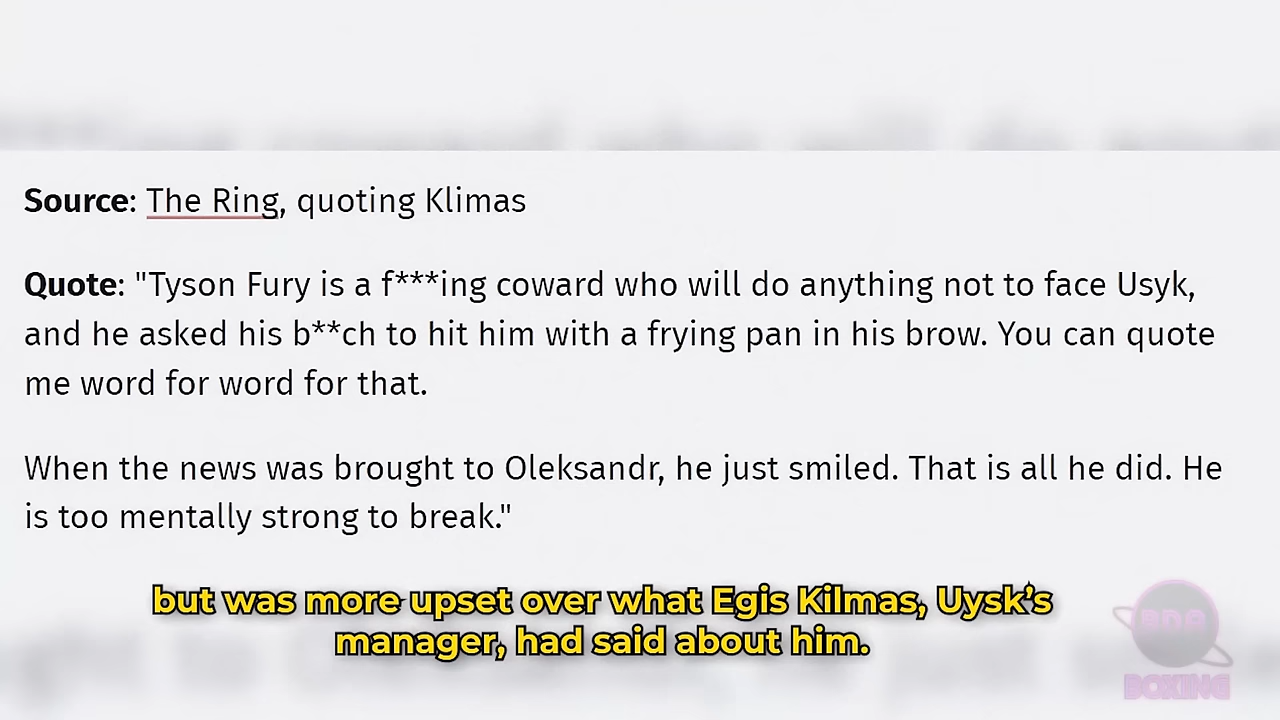 Source: The Ring, quoting Klimas
Quote: "Tyson Fury is a f***ing coward who will do anything not to face Usyk,
and he asked his b**ch to hit him with a frying pan in his brow. You can quote
me word for word for that.
When the news was brought to Oleksandr, he just smiled. That is all he did. He
is too mentally strong to break."
but was more upset over what Egis Kilmas, Uysk’s
manager, had said about him.
BOXING